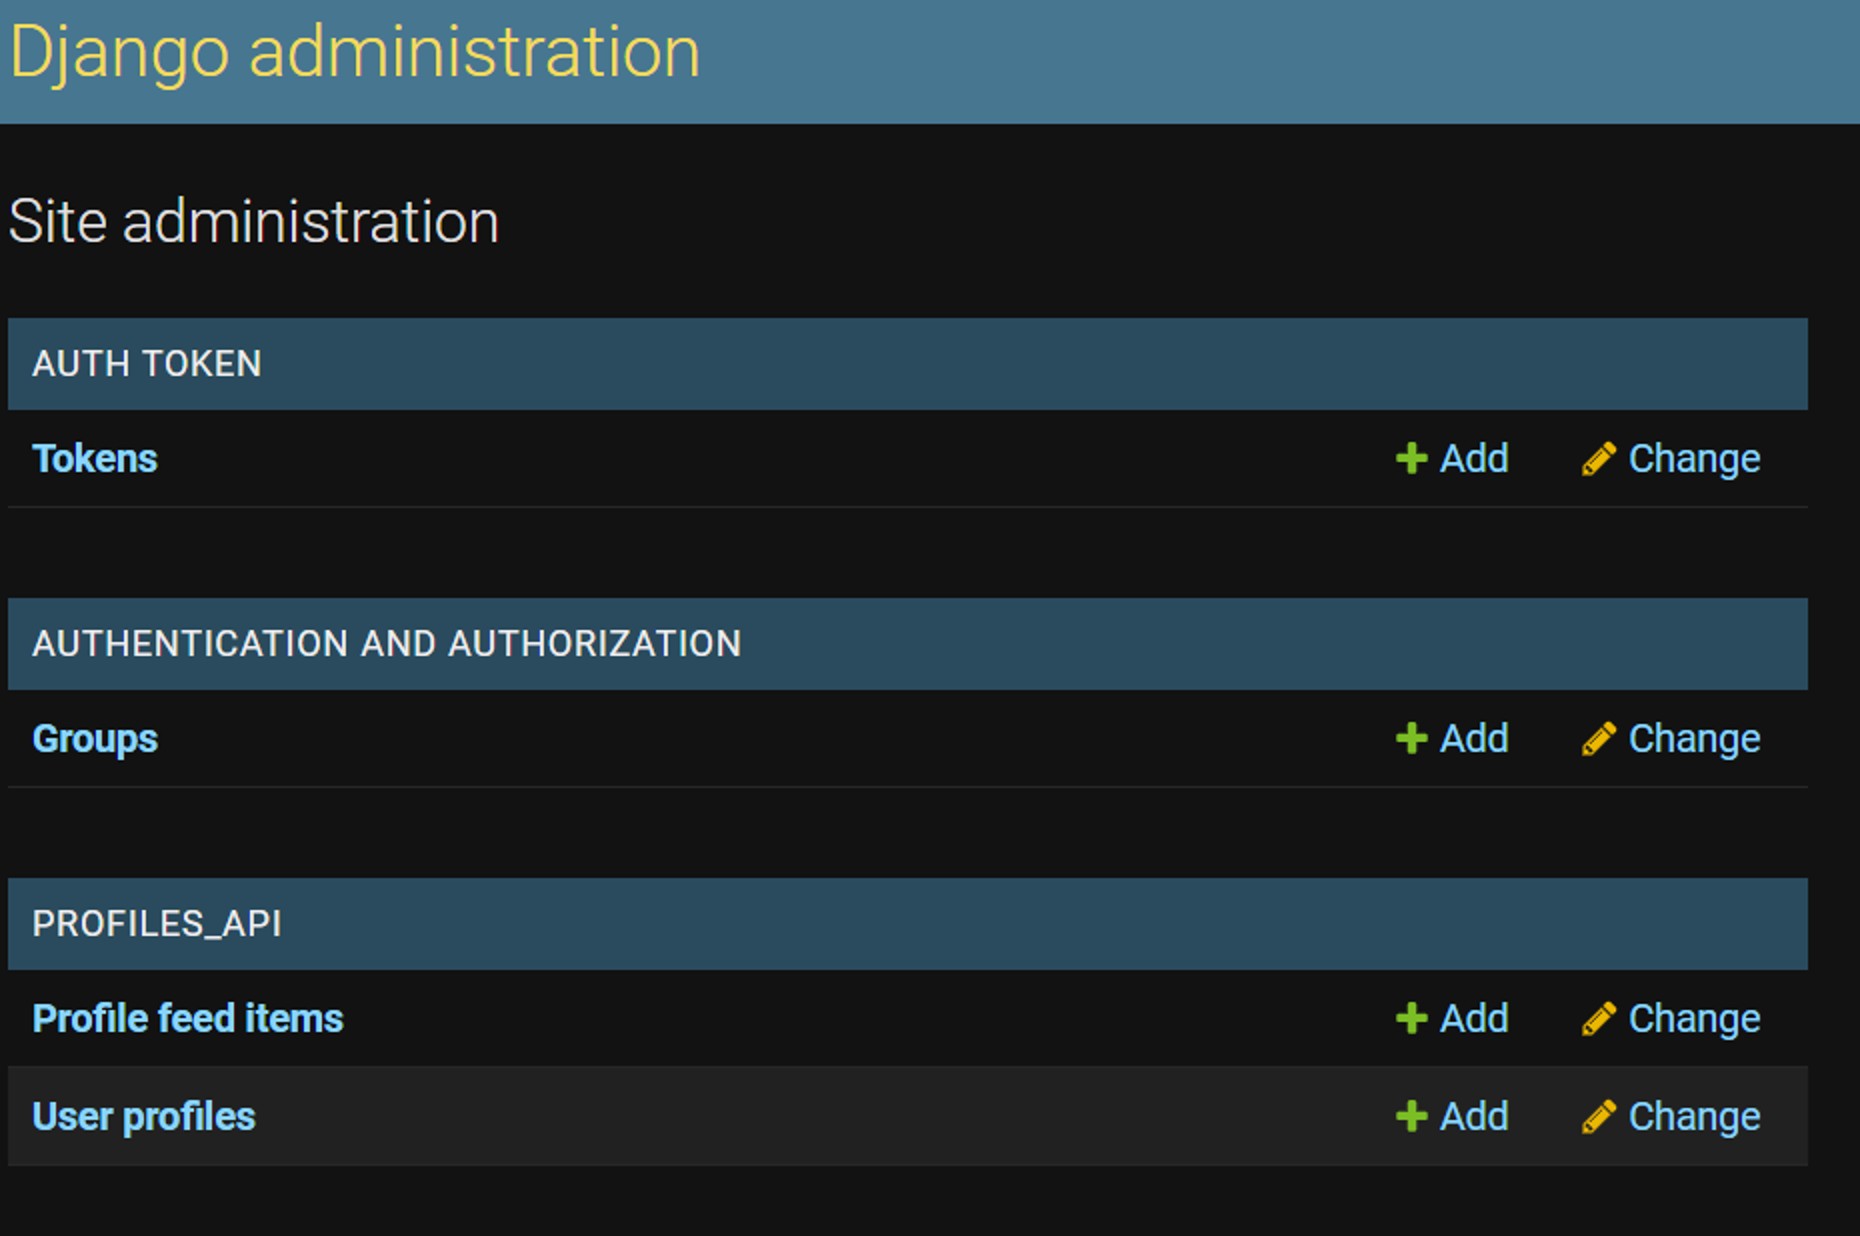 Django administration
Site administration
AUTH TOKEN
Tokens Add Change
AUTHENTICATION AND AUTHORIZATION
Groups Add Change
PROFILES_API
Profile feed items Add Change
User profiles Add Change